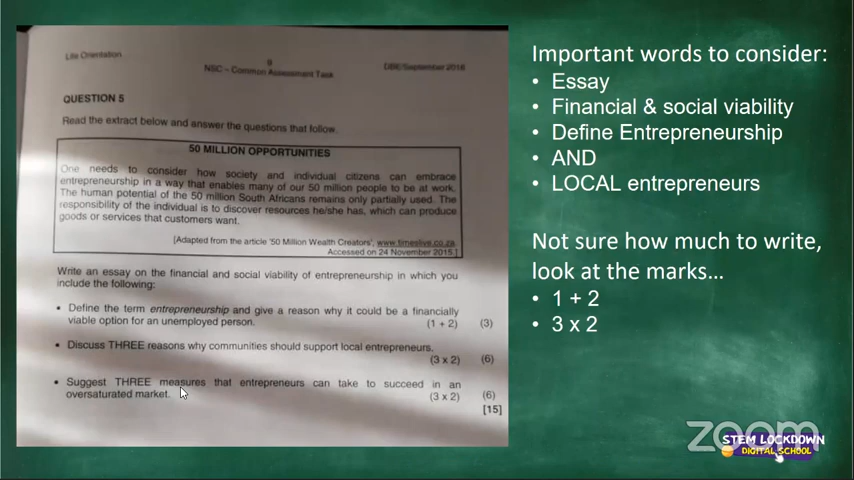 Life Orientation
9
NSC – Common Assessment Task
DBE/September 2016
QUESTION 5
Read the extract below and answer the questions that follow.
50 MILLION OPPORTUNITIES
One needs to consider how society and individual citizens can embrace
entrepreneurship in a way that enables many of our 50 million people to be at work.
The human potential of the 50 million South Africans remains only partially used. The
responsibility of the individual is to discover resources he/she has, which can produce
goods or services that customers want.
[Adapted from the article '50 Million Wealth Creators', www.timeslive.co.za.
Accessed on 24 November 2015.]
Write an essay on the financial and social viability of entrepreneurship in which you
include the following:
• Define the term entrepreneurship and give a reason why it could be a financially
viable option for an unemployed person. (1 + 2) (3)
• Discuss THREE reasons why communities should support local entrepreneurs.
(3 x 2) (6)
• Suggest THREE measures that entrepreneurs can take to succeed in an
oversaturated market. (3 x 2) (6)
[15]
Important words to consider:
• Essay
• Financial & social viability
• Define Entrepreneurship
• AND
• LOCAL entrepreneurs
Not sure how much to write,
look at the marks…
• 1 + 2
• 3 x 2
zoom
STEM LOCKDOWN
DIGITAL SCHOOL